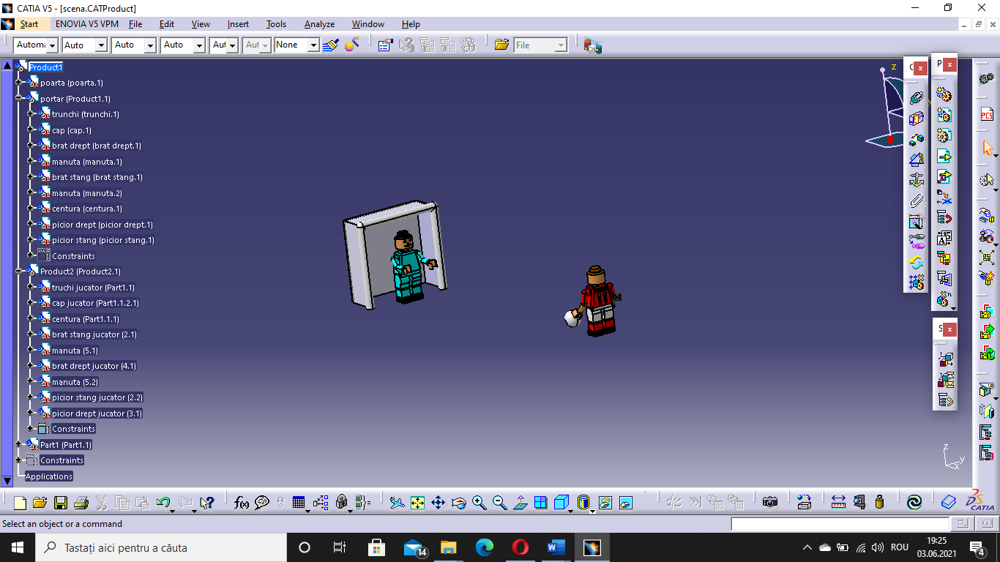 CATIA V5 - [scena.CATProduct]
Start ENOVIA V5 VPM File Edit View Insert Tools Analyze Window Help
Autom Auto Auto Auto Aut Aut None File
Product1
poarta (poarta.1)
portar (Product1.1)
trunchi (trunchi.1)
cap (cap.1)
brat drept (brat drept.1)
manuta (manuta.1)
brat stang (brat stang.1)
manuta (manuta.2)
centura (centura.1)
picior drept (picior drept.1)
picior stang (picior stang.1)
Constraints
Product2 (Product2.1)
truchi jucator (Part1.1)
cap jucator (Part1.1.2.1)
centura (Part1.1.1)
brat stang jucator (2.1)
manuta (5.1)
brat drept jucator (4.1)
manuta (5.2)
picior stang jucator (2.2)
picior drept jucator (3.1)
Constraints
Part1 (Part1.1)
Constraints
Applications
z
P
PCS
S
z
y
x
f(x)
CATIA
Select an object or a command
Tastați aici pentru a căuta
14
ROU
19:25
03.06.2021
4